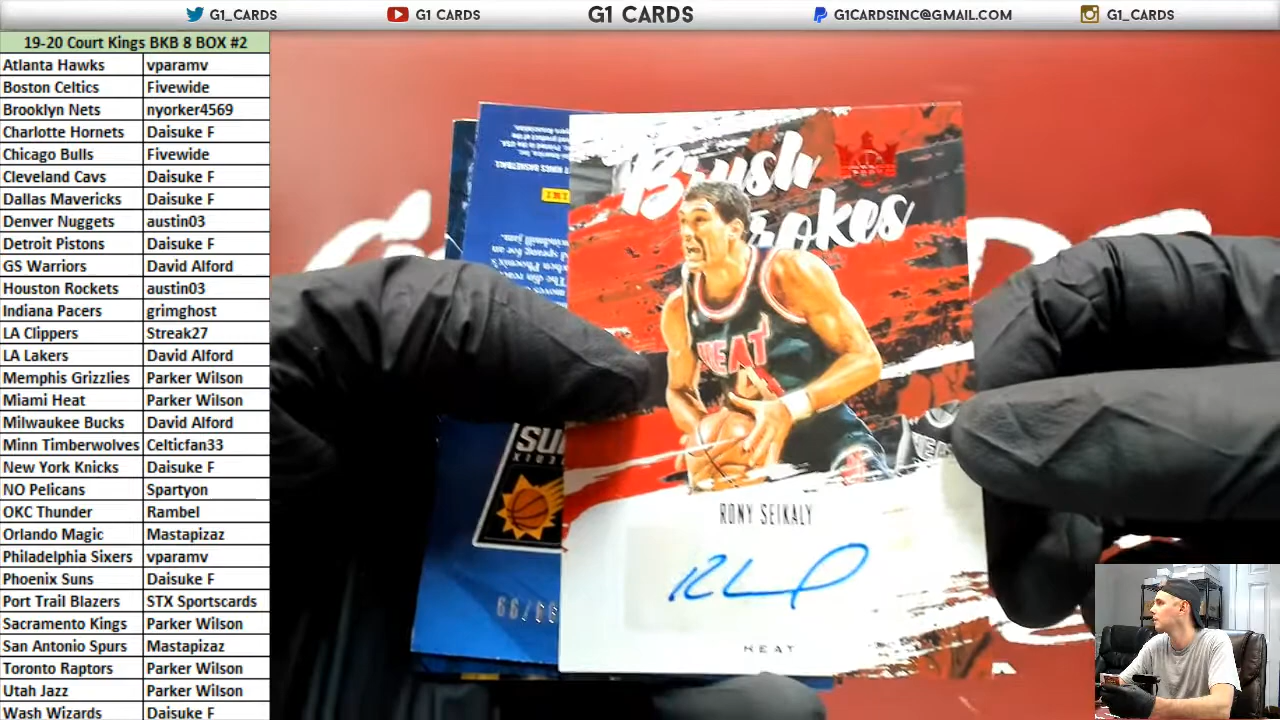 G1_CARDS
G1 CARDS
G1 CARDS
G1CARDSINC@GMAIL.COM
G1_CARDS
19-20 Court Kings BKB 8 BOX #2
Atlanta Hawks vparamv
Boston Celtics Fivewide
Brooklyn Nets nyorker4569
Charlotte Hornets Daisuke F
Chicago Bulls Fivewide
Cleveland Cavs Daisuke F
Dallas Mavericks Daisuke F
Denver Nuggets austin03
Detroit Pistons Daisuke F
GS Warriors David Alford
Houston Rockets austin03
Indiana Pacers grimghost
LA Clippers Streak27
LA Lakers David Alford
Memphis Grizzlies Parker Wilson
Miami Heat Parker Wilson
Milwaukee Bucks David Alford
Minn Timberwolves Celticfan33
New York Knicks Daisuke F
NO Pelicans Spartyon
OKC Thunder Rambel
Orlando Magic Mastapizaz
Philadelphia Sixers vparamv
Phoenix Suns Daisuke F
Port Trail Blazers STX Sportscards
Sacramento Kings Parker Wilson
San Antonio Spurs Mastapizaz
Toronto Raptors Parker Wilson
Utah Jazz Parker Wilson
Wash Wizards Daisuke F
Brush
rokes
HEAT
4
RONY SEIKALY
HEAT